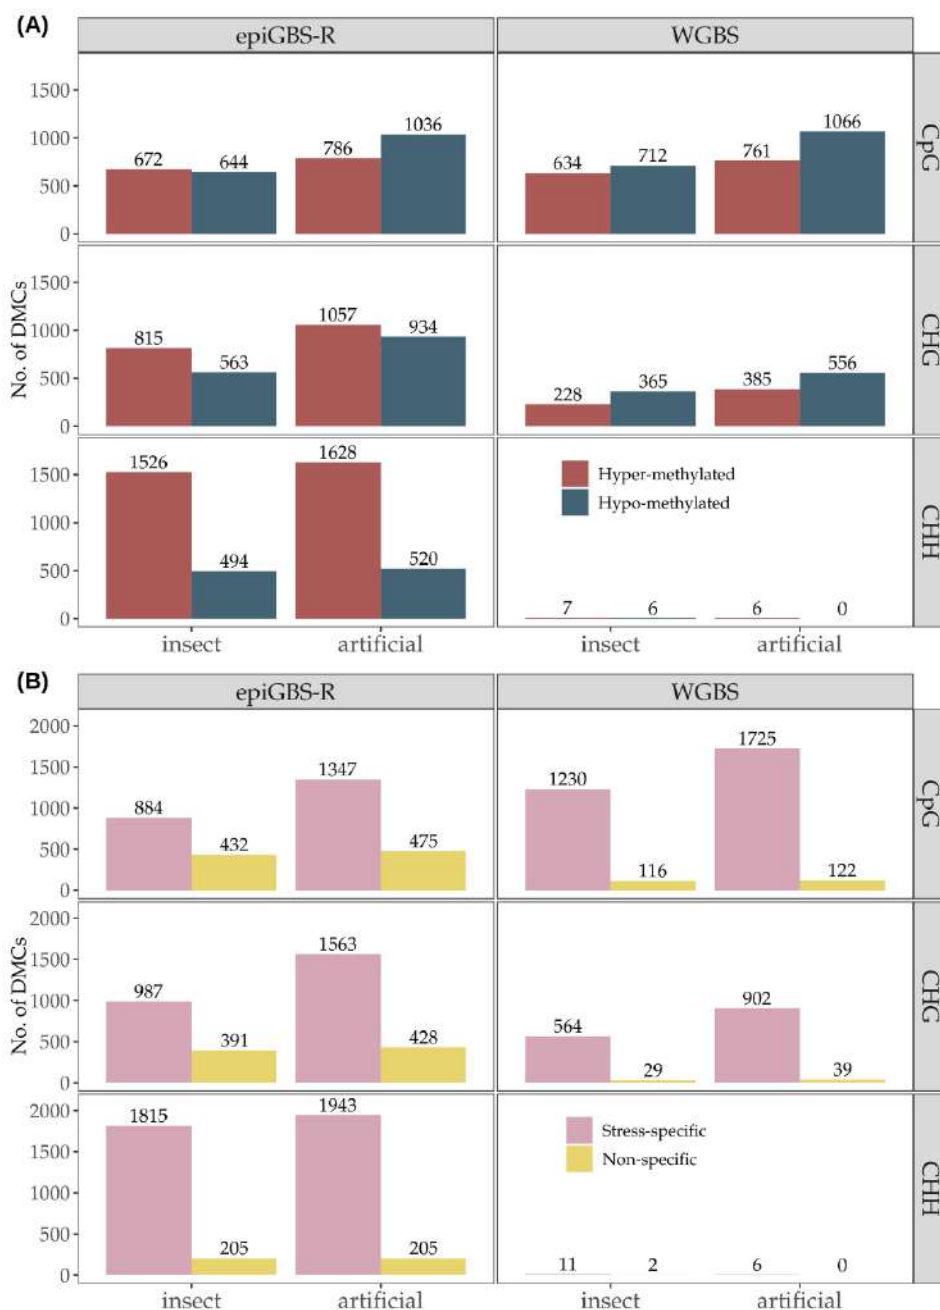 (A)
epiGBS-R WGBS
1500
1000
500
0
672 644 786 1036
634 712 761 1066
CpG
1500
1000
500
0
815 563 1057 934
228 365 385 556
CHG
No. of DMCs
1500
1000
500
0
1526 494 1628 520
Hyper-methylated
Hypo-methylated
7 6 6 0
CHH
insect artificial insect artificial
(B)
epiGBS-R WGBS
2000
1500
1000
500
0
884 432 1347 475
1230 116 1725 122
CpG
2000
1500
1000
500
0
987 391 1563 428
564 29 902 39
CHG
No. of DMCs
2000
1500
1000
500
0
1815 205 1943 205
Stress-specific
Non-specific
11 2 6 0
CHH
insect artificial insect artificial